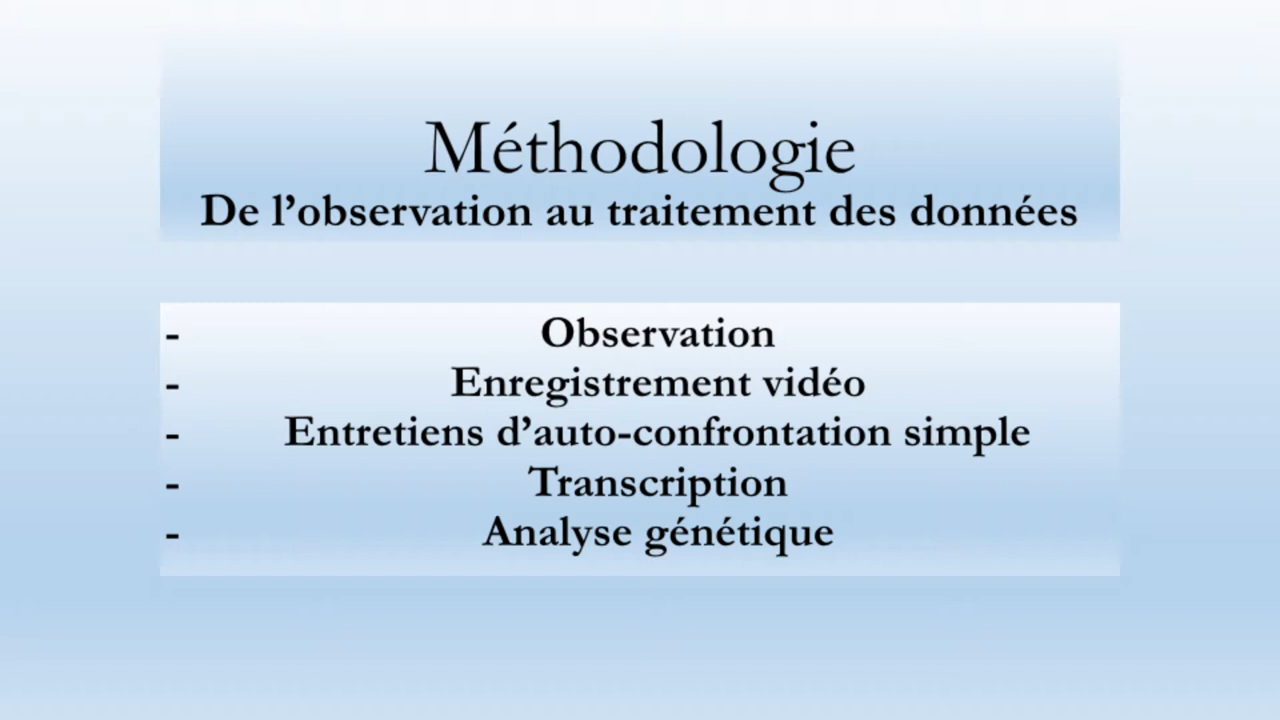 Méthodologie
De l’observation au traitement des données
- Observation
- Enregistrement vidéo
- Entretiens d’auto-confrontation simple
- Transcription
- Analyse génétique